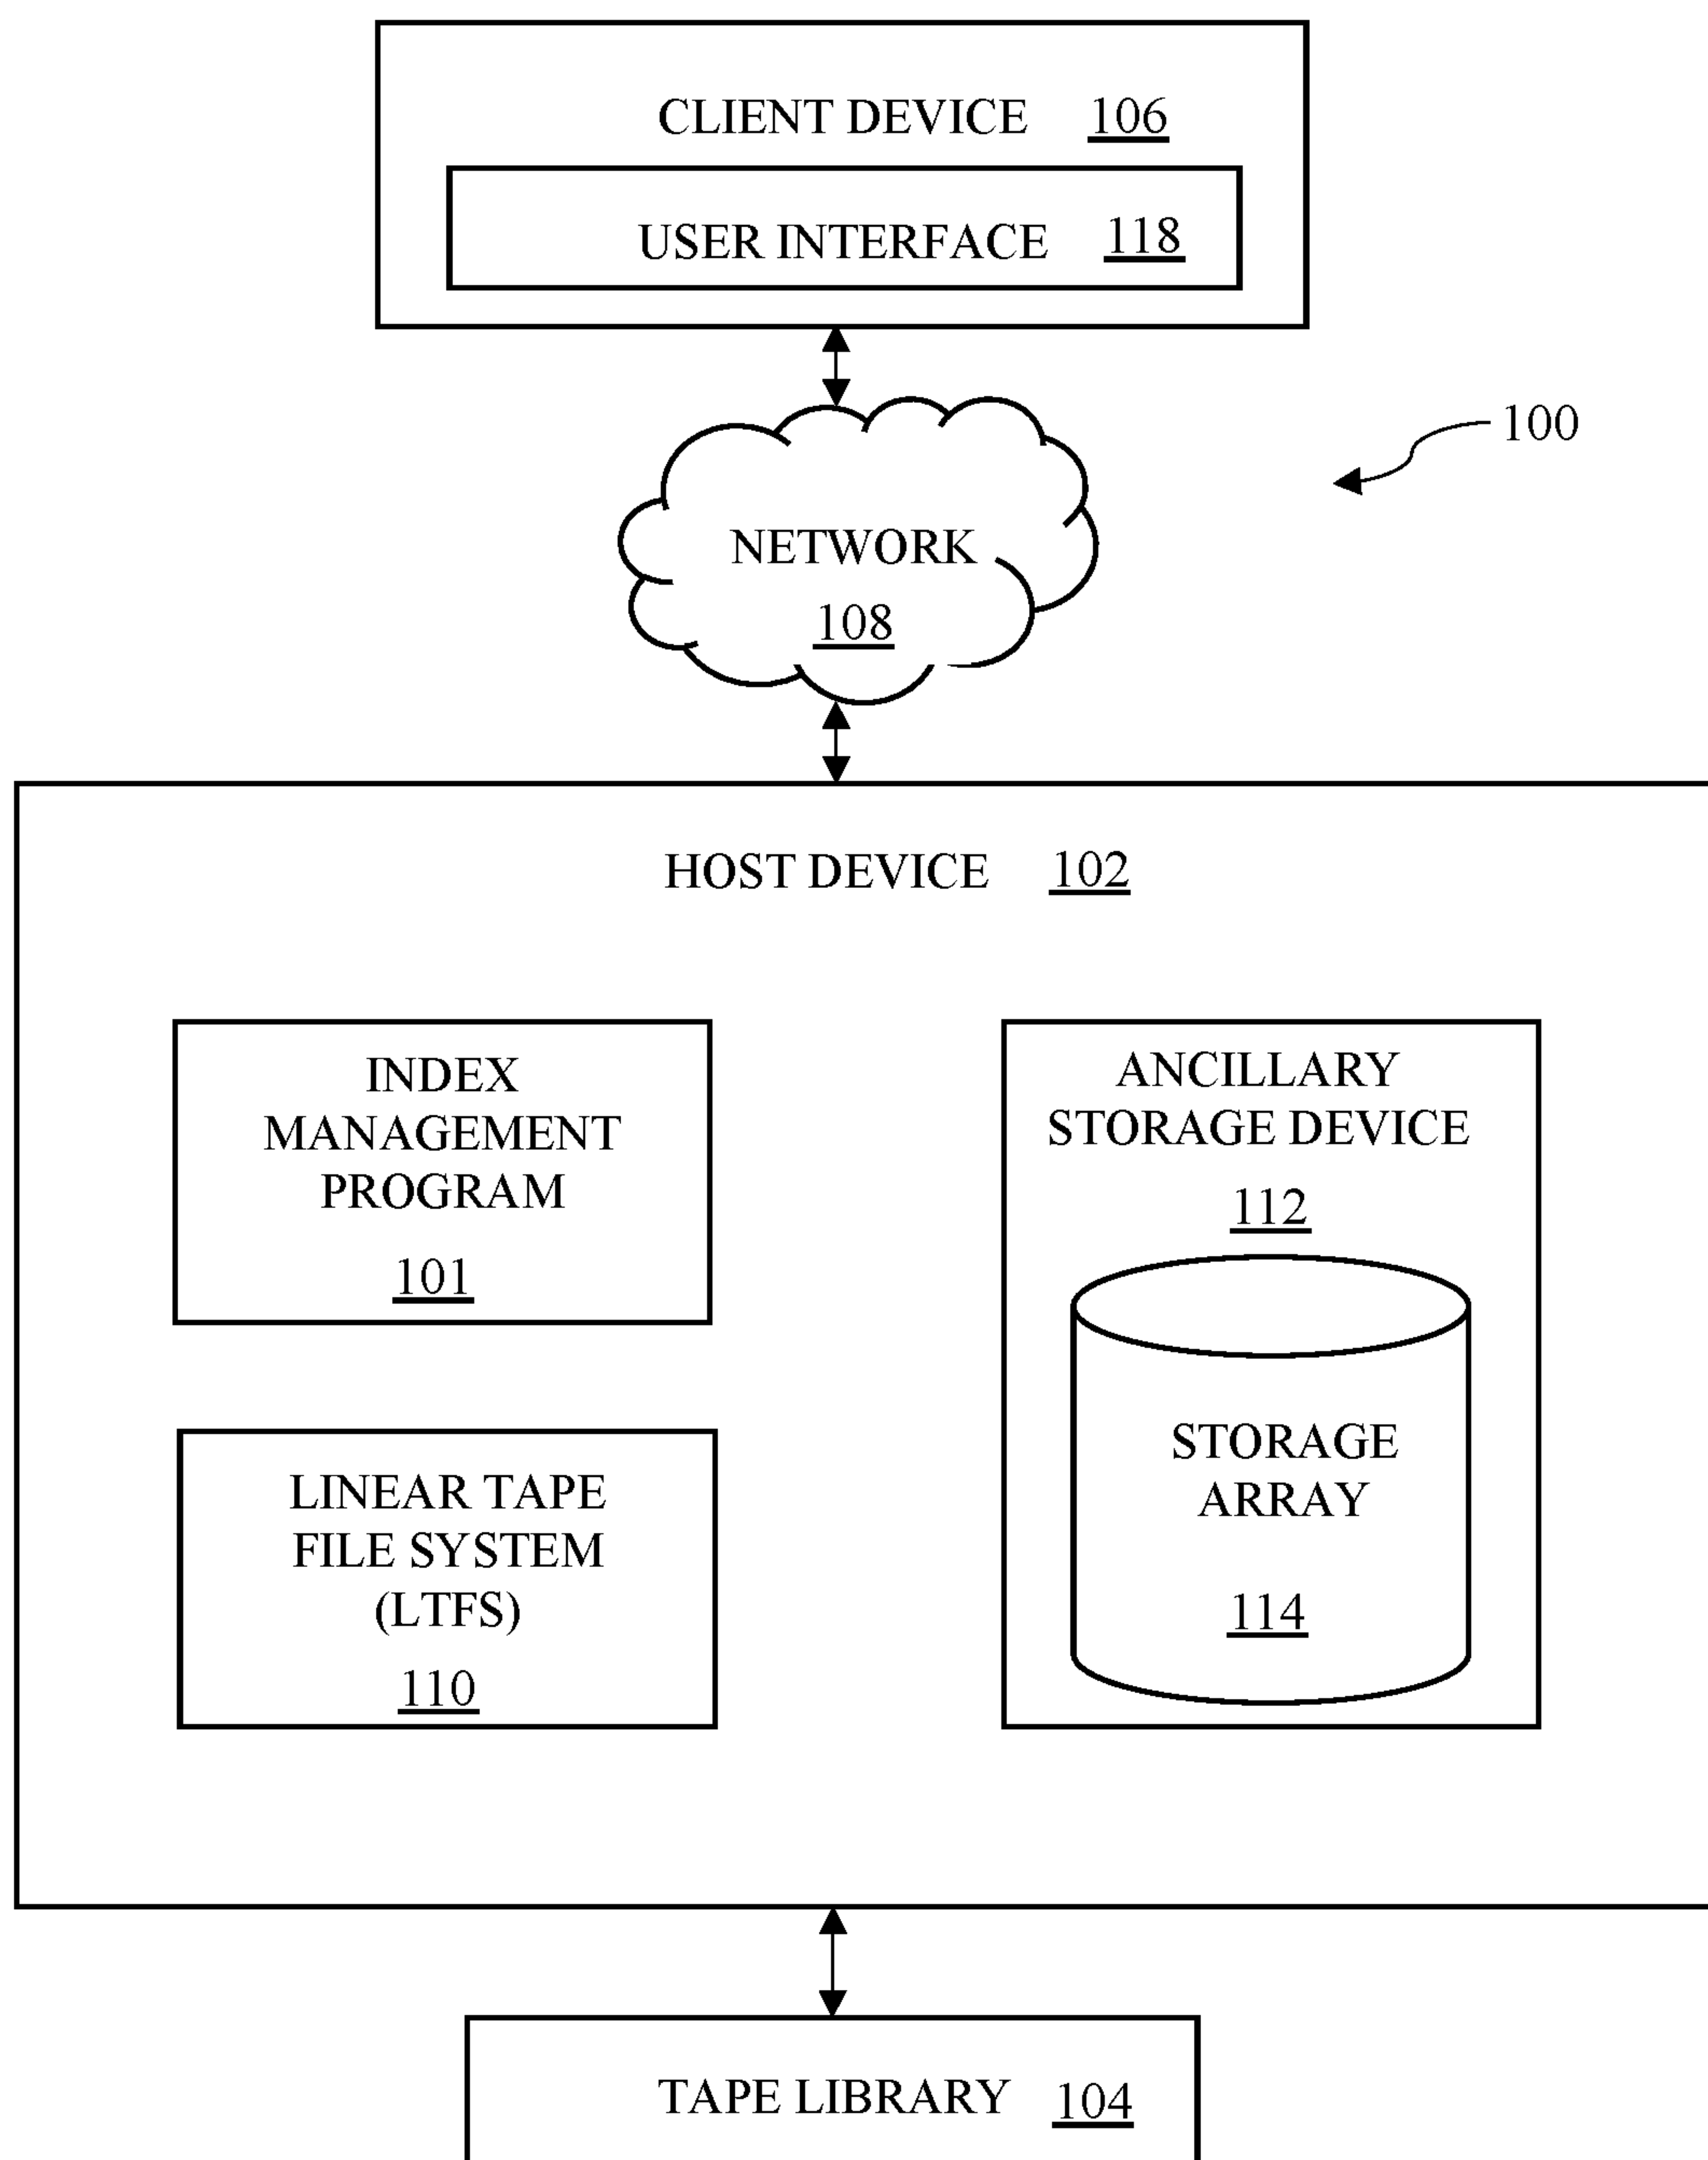 CLIENT DEVICE 106
USER INTERFACE 118
100
NETWORK
108
HOST DEVICE 102
INDEX
MANAGEMENT
PROGRAM
101
ANCILLARY
STORAGE DEVICE
112
STORAGE
ARRAY
114
LINEAR TAPE
FILE SYSTEM
(LTFS)
110
TAPE LIBRARY 104